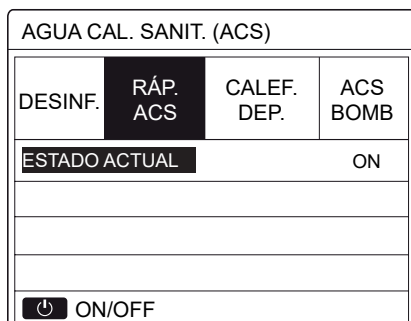 AGUA CAL. SANIT. (ACS)
DESINF.
RÁP.
ACS
CALEF.
DEP.
ACS
BOMB
ESTADO ACTUAL ON
ON/OFF